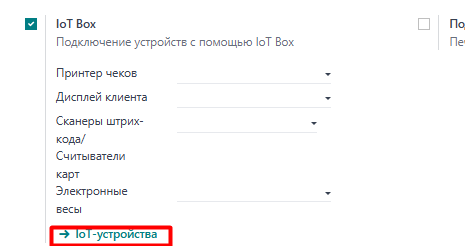 IoT Box
По
Подключение устройств с помощью IoT Box
Пе
Принтер чеков
Дисплей клиента
Сканеры штрих-
кода/
Считыватели
карт
Электронные
весы
→ IoT-устройства